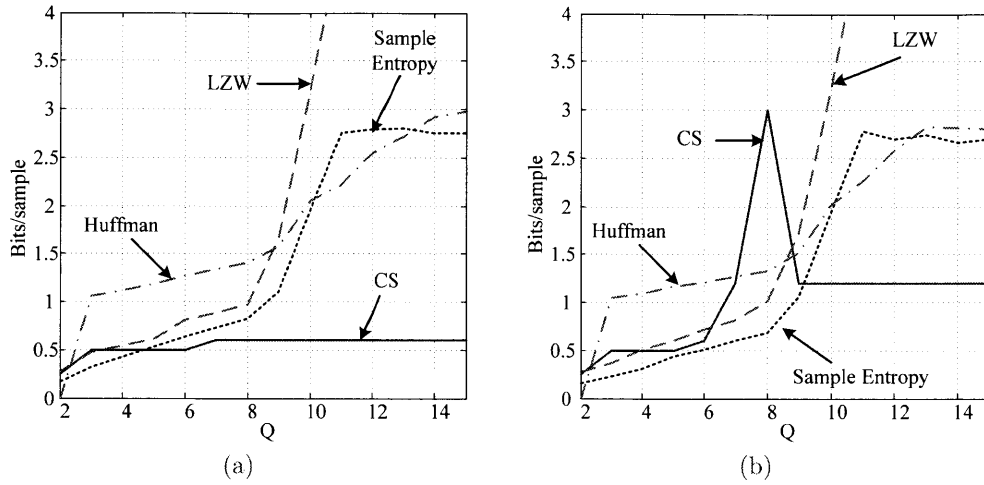 4
3.5
3
2.5
2
1.5
1
0.5
0
Bits/sample
2
4
6
8
10
12
14
Q
Sample
Entropy
LZW
Huffman
CS
(a)
4
3.5
3
2.5
2
1.5
1
0.5
0
Bits/sample
2
4
6
8
10
12
14
Q
LZW
CS
Huffman
Sample Entropy
(b)